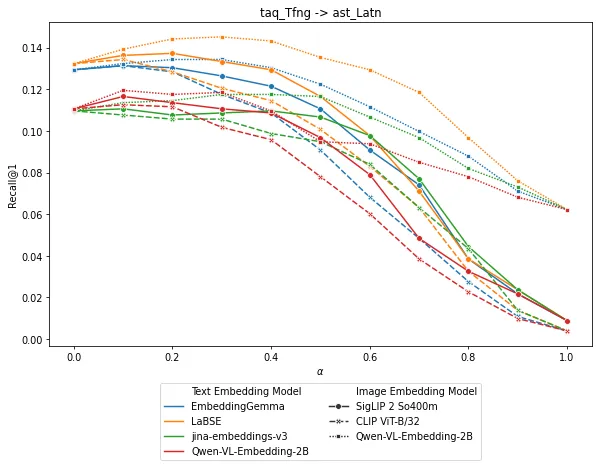 taq_Tfng -> ast_Latn
Recall@1
0.14
0.12
0.10
0.08
0.06
0.04
0.02
0.00
0.0 0.2 0.4 0.6 0.8 1.0
α
Text Embedding Model
EmbeddingGemma
LaBSE
jina-embeddings-v3
Qwen-VL-Embedding-2B
Image Embedding Model
SigLIP 2 So400m
CLIP ViT-B/32
Qwen-VL-Embedding-2B